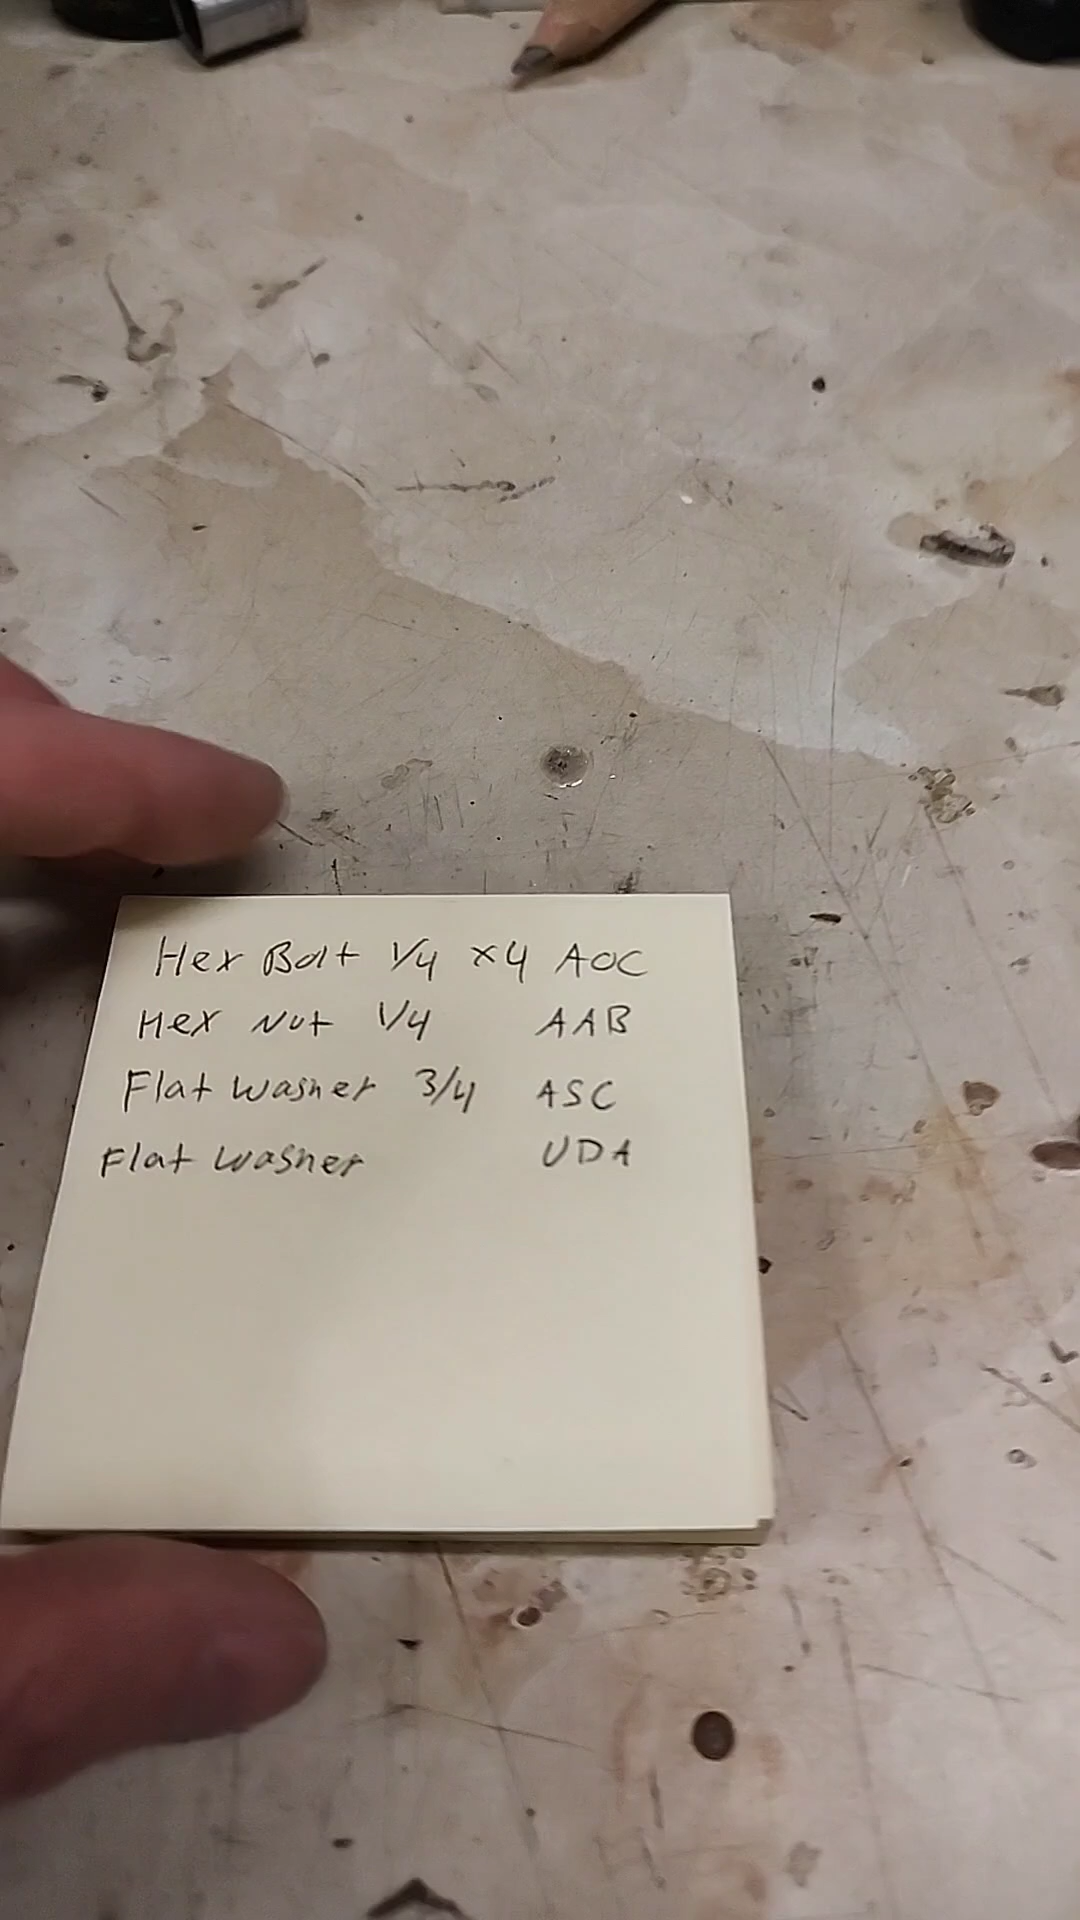 Hex Bolt 1/4 x4 AOC
Hex Nut 1/4 AAB
Flat Washer 3/4 ASC
Flat Washer UDA